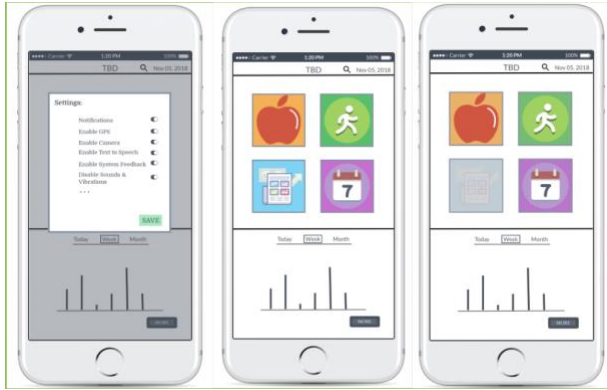 Carrier 1:20 PM 100%
TBD Nov 05, 2018
Settings:
Notifications
Enable GPS
Enable Camera
Enable Text to Speech
Enable System Feedback
Disable Sounds &
Vibrations
...
SAVE
Today Week Month
MORE
Carrier 1:20 PM 100%
TBD Nov 05, 2018
7
Today Week Month
MORE
Carrier 1:20 PM 100%
TBD Nov 05, 2018
7
Today Week Month
MORE